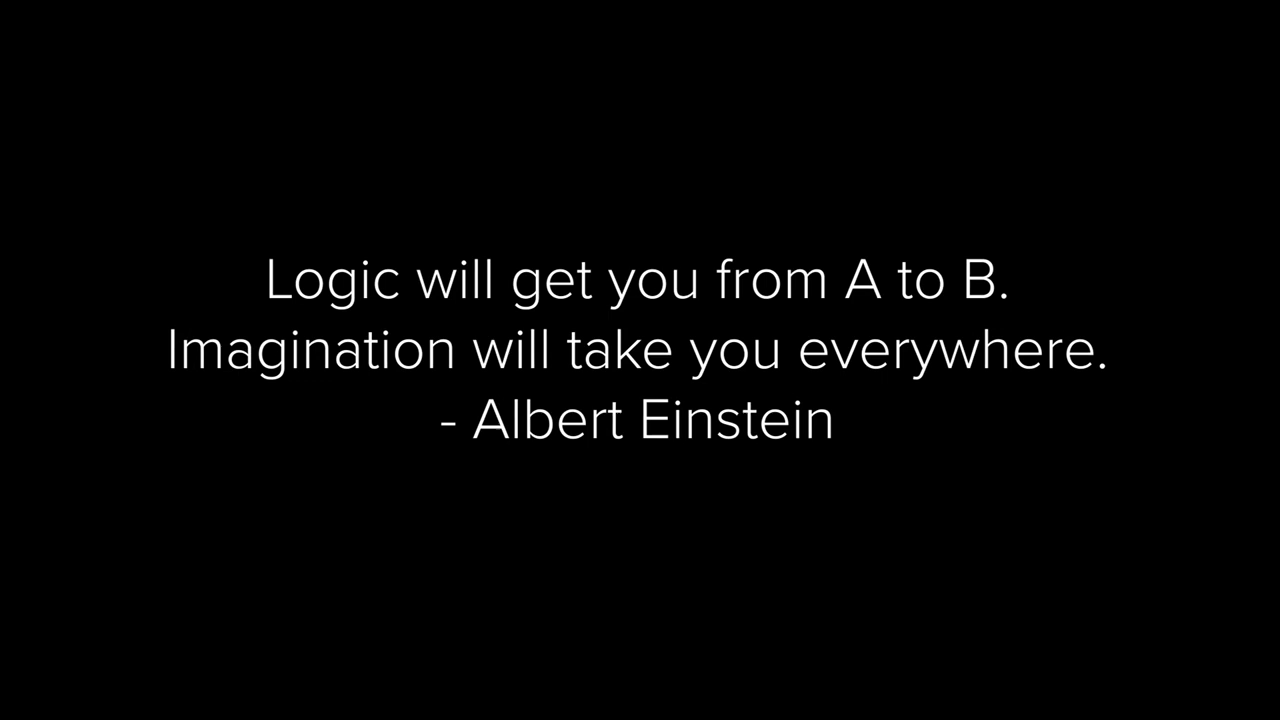 Logic will get you from A to B.
Imagination will take you everywhere.
- Albert Einstein